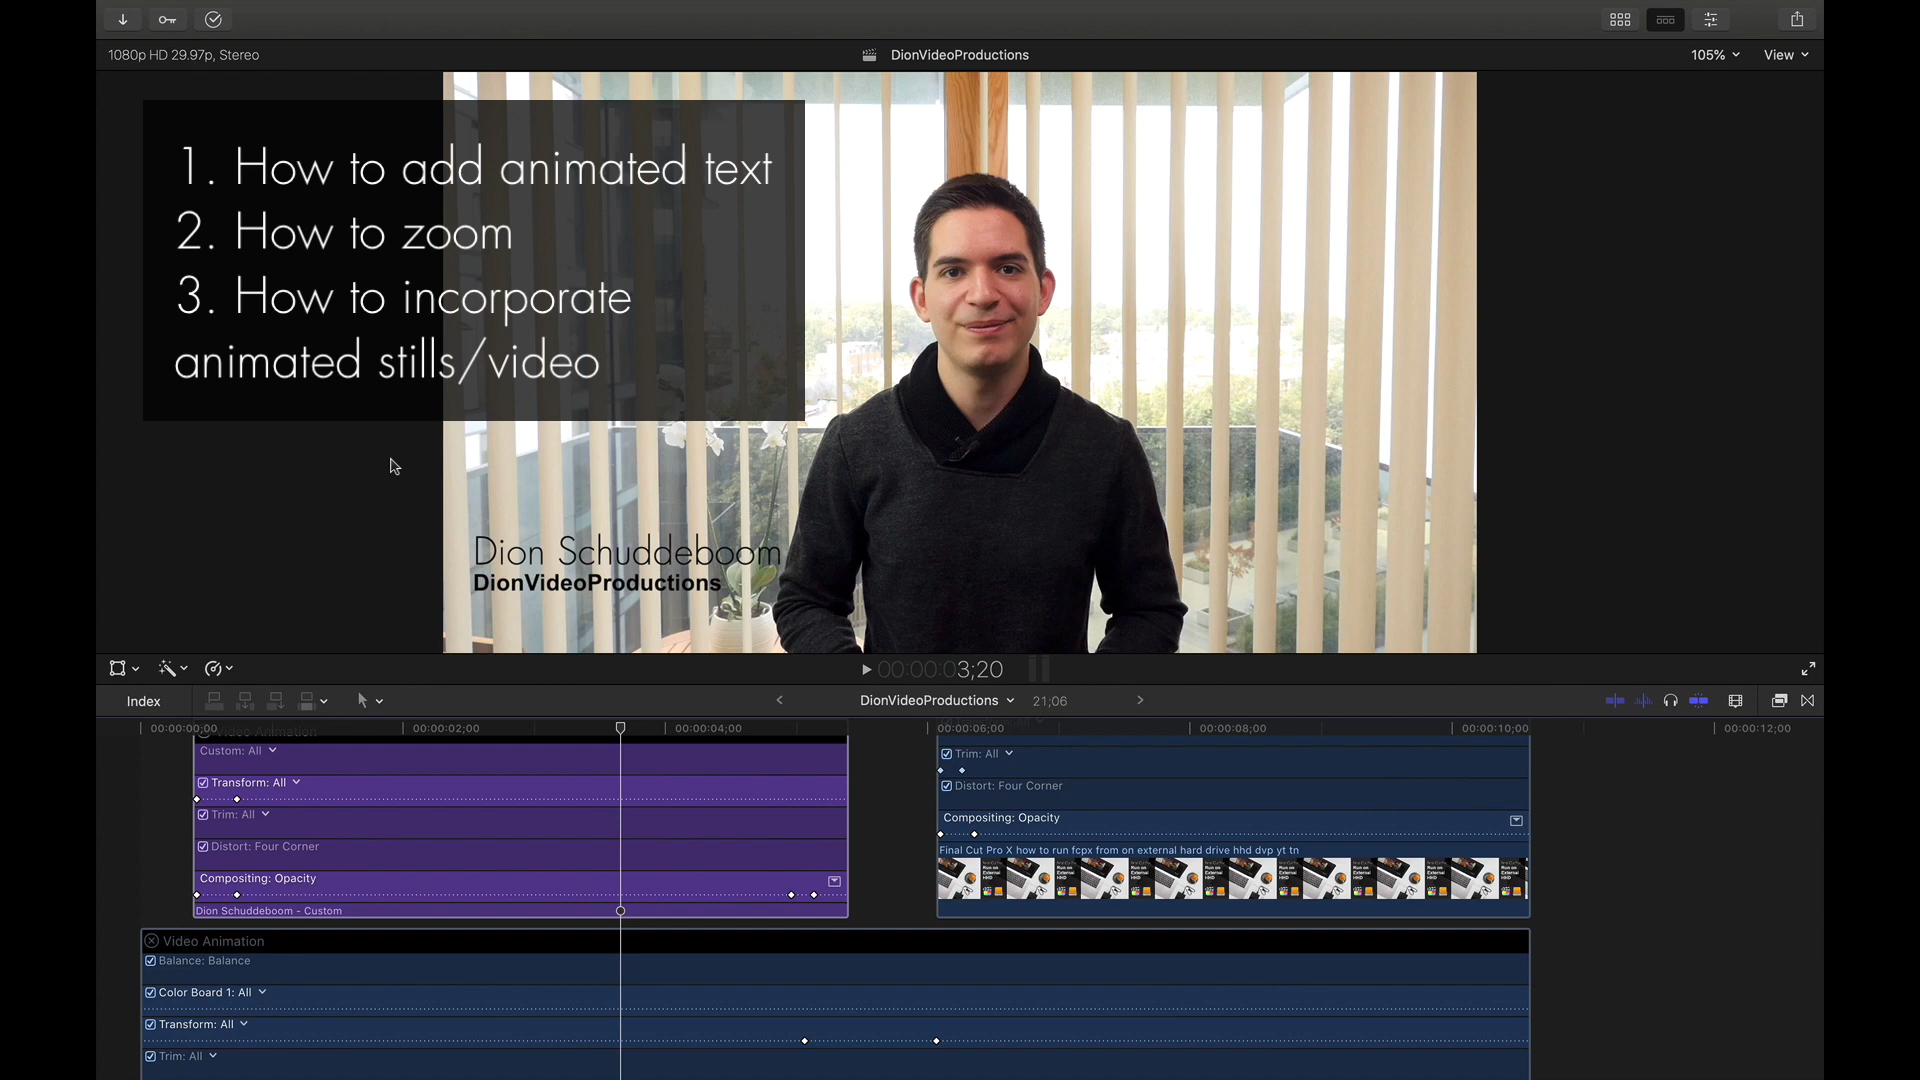 1080p HD 29.97p, Stereo
DionVideoProductions
105%
View
1. How to add animated text
2. How to zoom
3. How to incorporate
animated stills/video
Dion Schuddeboom
DionVideoProductions
00:00:03;20
Index
DionVideoProductions
21;06
00:00:00;00
00:00:02;00
00:00:04;00
00:00:06;00
00:00:08;00
00:00:10;00
00:00:12;00
Video Animation
Custom: All
Transform: All
Trim: All
Distort: Four Corner
Compositing: Opacity
Dion Schuddeboom - Custom
Trim: All
Distort: Four Corner
Compositing: Opacity
Final Cut Pro X how to run fcpx from on external hard drive hhd dvp yt tn
Video Animation
Balance: Balance
Color Board 1: All
Transform: All
Trim: All